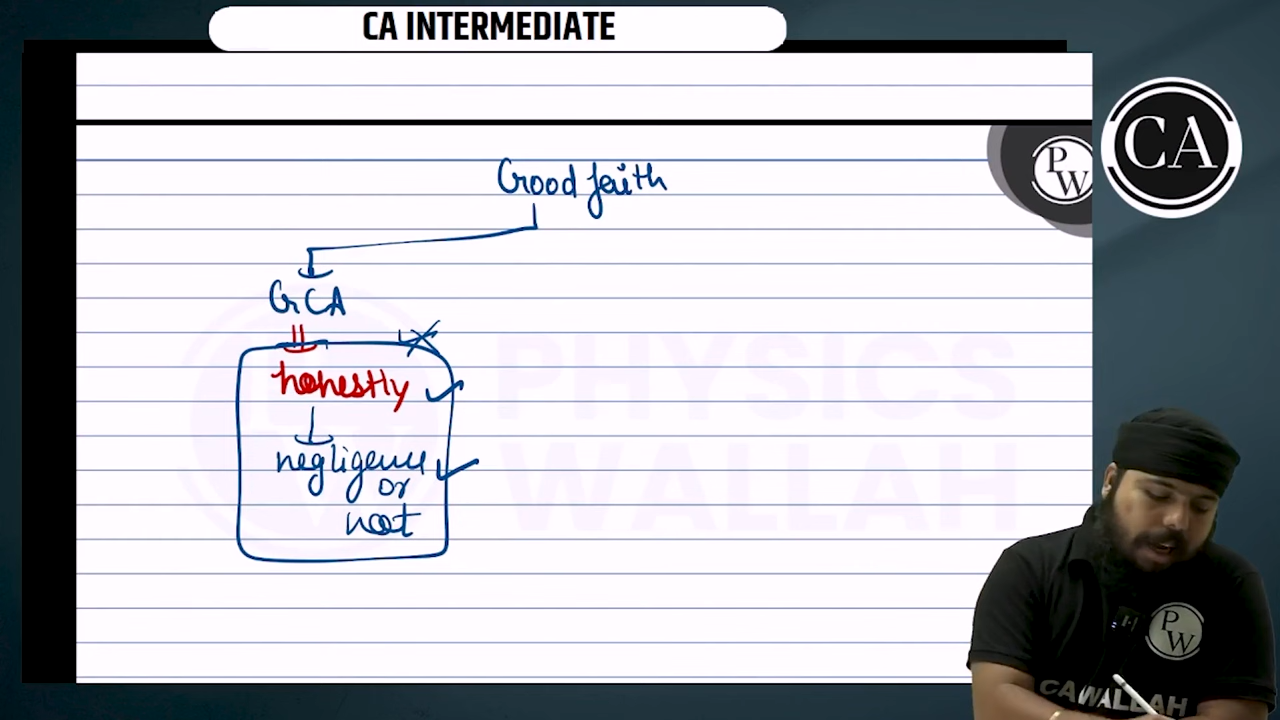 CA INTERMEDIATE
CA
PW
Good faith
GCA
honestly
negligence
or
not
PHYSICS
WALLAH
PW
CAWALLAH